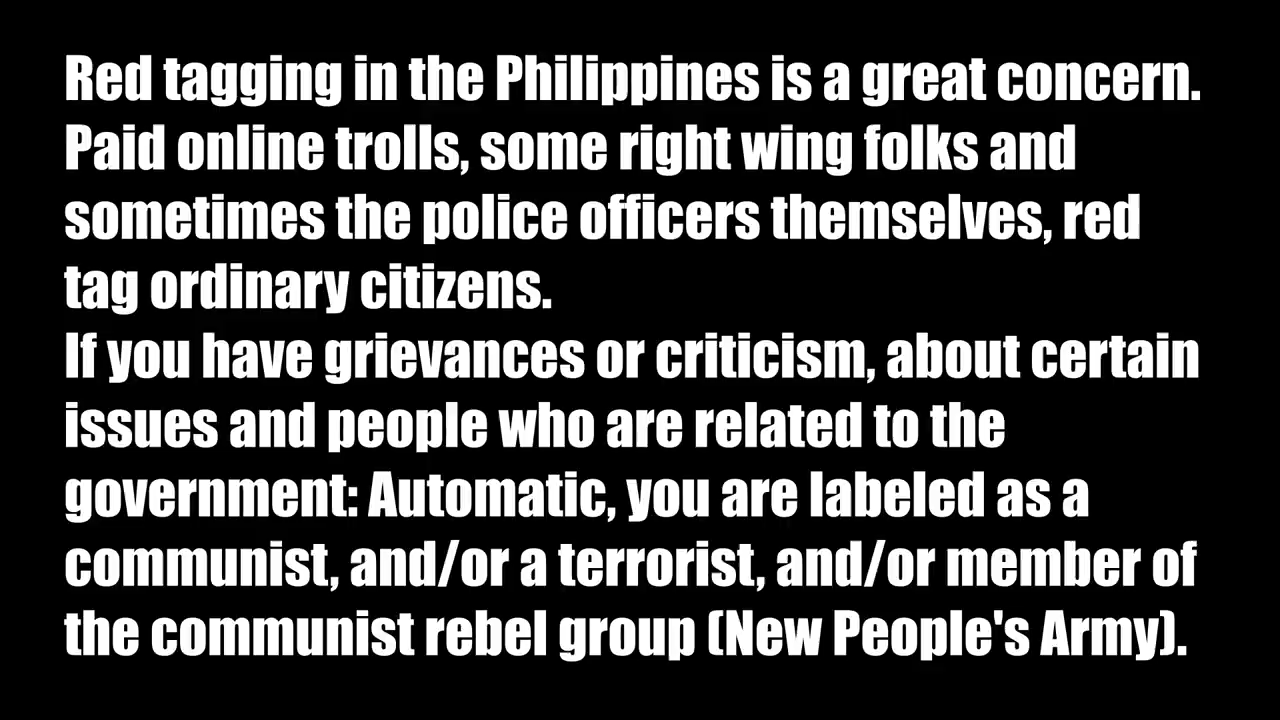 Red tagging in the Philippines is a great concern.
Paid online trolls, some right wing folks and
sometimes the police officers themselves, red
tag ordinary citizens.
If you have grievances or criticism, about certain
issues and people who are related to the
government: Automatic, you are labeled as a
communist, and/or a terrorist, and/or member of
the communist rebel group (New People's Army).